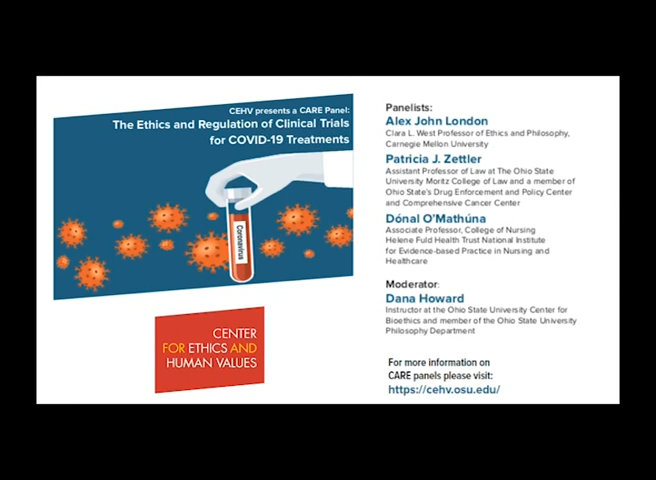 CEHV presents a CARE Panel:
The Ethics and Regulation of Clinical Trials
for COVID-19 Treatments
Coronavirus
CENTER
FOR ETHICS AND
HUMAN VALUES
Panelists:
Alex John London
Clara L. West Professor of Ethics and Philosophy,
Carnegie Mellon University
Patricia J. Zettler
Assistant Professor of Law at The Ohio State
University Moritz College of Law and a member of
Ohio State's Drug Enforcement and Policy Center
and Comprehensive Cancer Center
Dónal O'Mathúna
Associate Professor, College of Nursing
Helene Fuld Health Trust National Institute
for Evidence-based Practice in Nursing and
Healthcare
Moderator:
Dana Howard
Instructor at the Ohio State University Center for
Bioethics and member of the Ohio State University
Philosophy Department
For more information on
CARE panels please visit:
https://cehv.osu.edu/